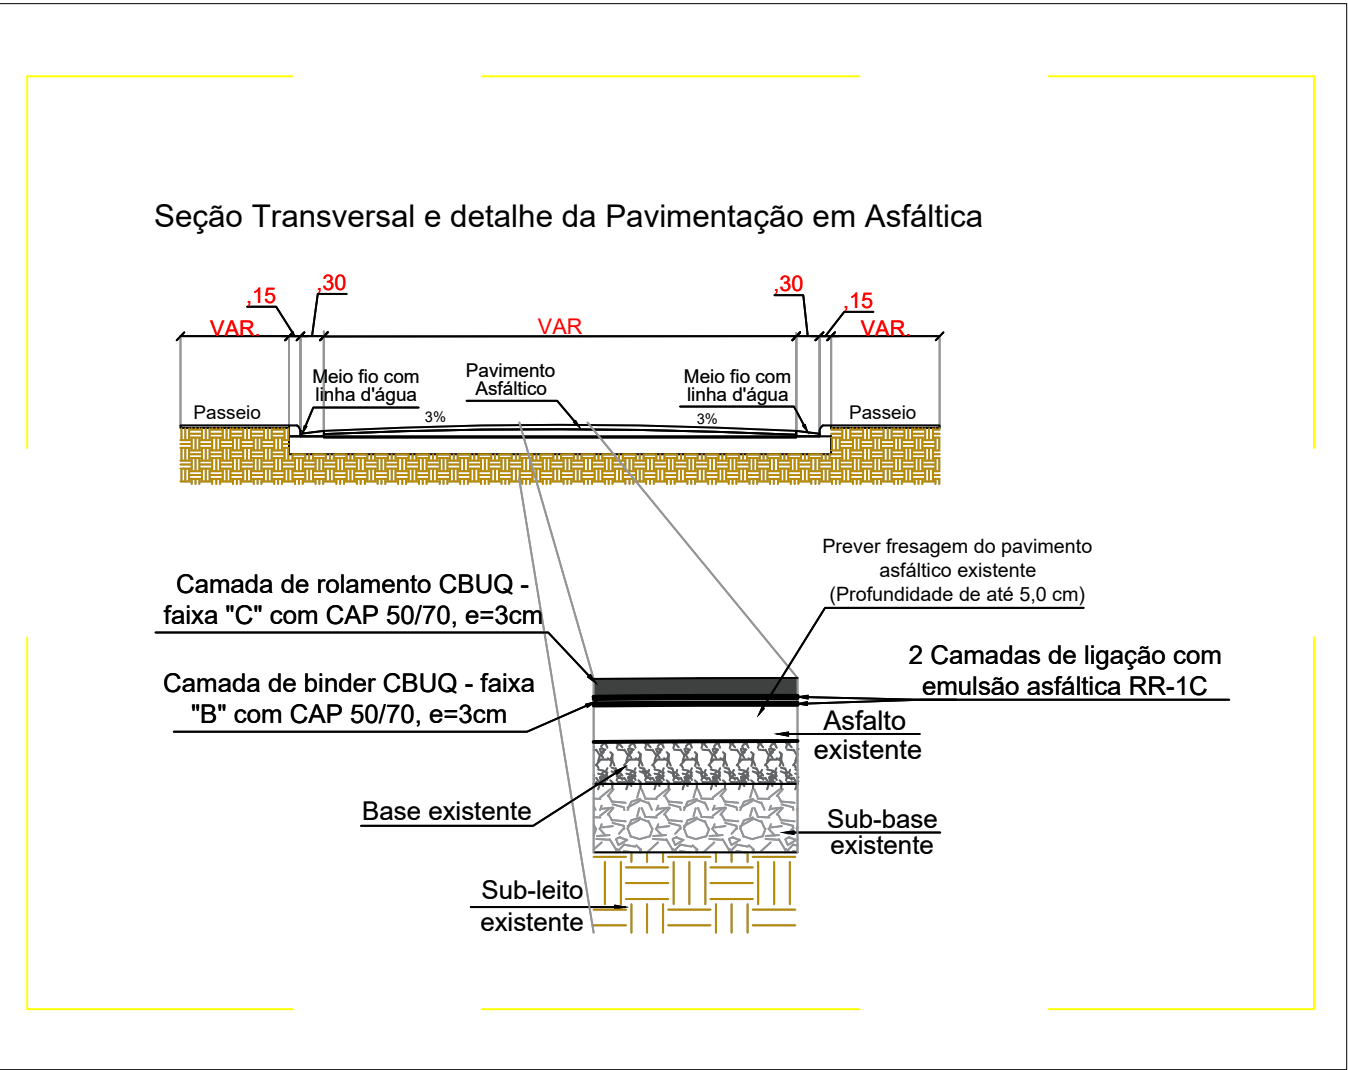 Seção Transversal e detalhe da Pavimentação em Asfáltica
,30
,30
,15
,15
VAR.
VAR
VAR.
Meio fio com
linha d'água
Pavimento
Asfáltico
Meio fio com
linha d'água
Passeio
3%
3%
Passeio
Prever fresagem do pavimento
asfáltico existente
(Profundidade de até 5,0 cm)
Camada de rolamento CBUQ -
faixa "C" com CAP 50/70, e=3cm
2 Camadas de ligação com
emulsão asfáltica RR-1C
Camada de binder CBUQ - faixa
"B" com CAP 50/70, e=3cm
Asfalto
existente
Base existente
Sub-base
existente
Sub-leito
existente